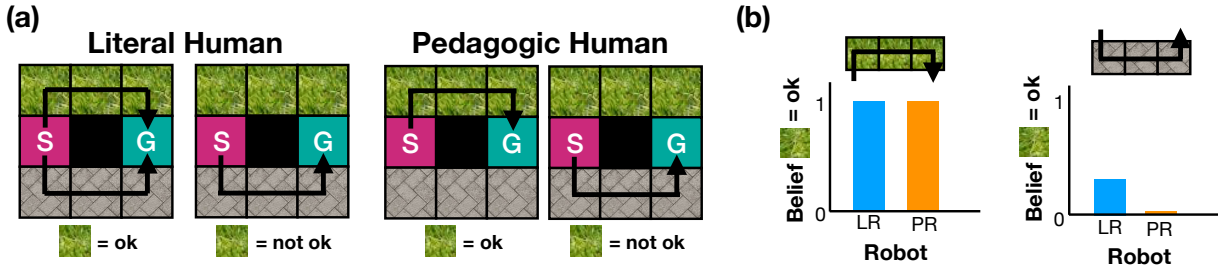 (a)
Literal Human
Pedagogic Human
S G
S G
S G
S G
= ok
= not ok
= ok
= not ok
(b)
Belief = ok
1
0
LR PR
Robot
Belief = ok
1
0
LR PR
Robot